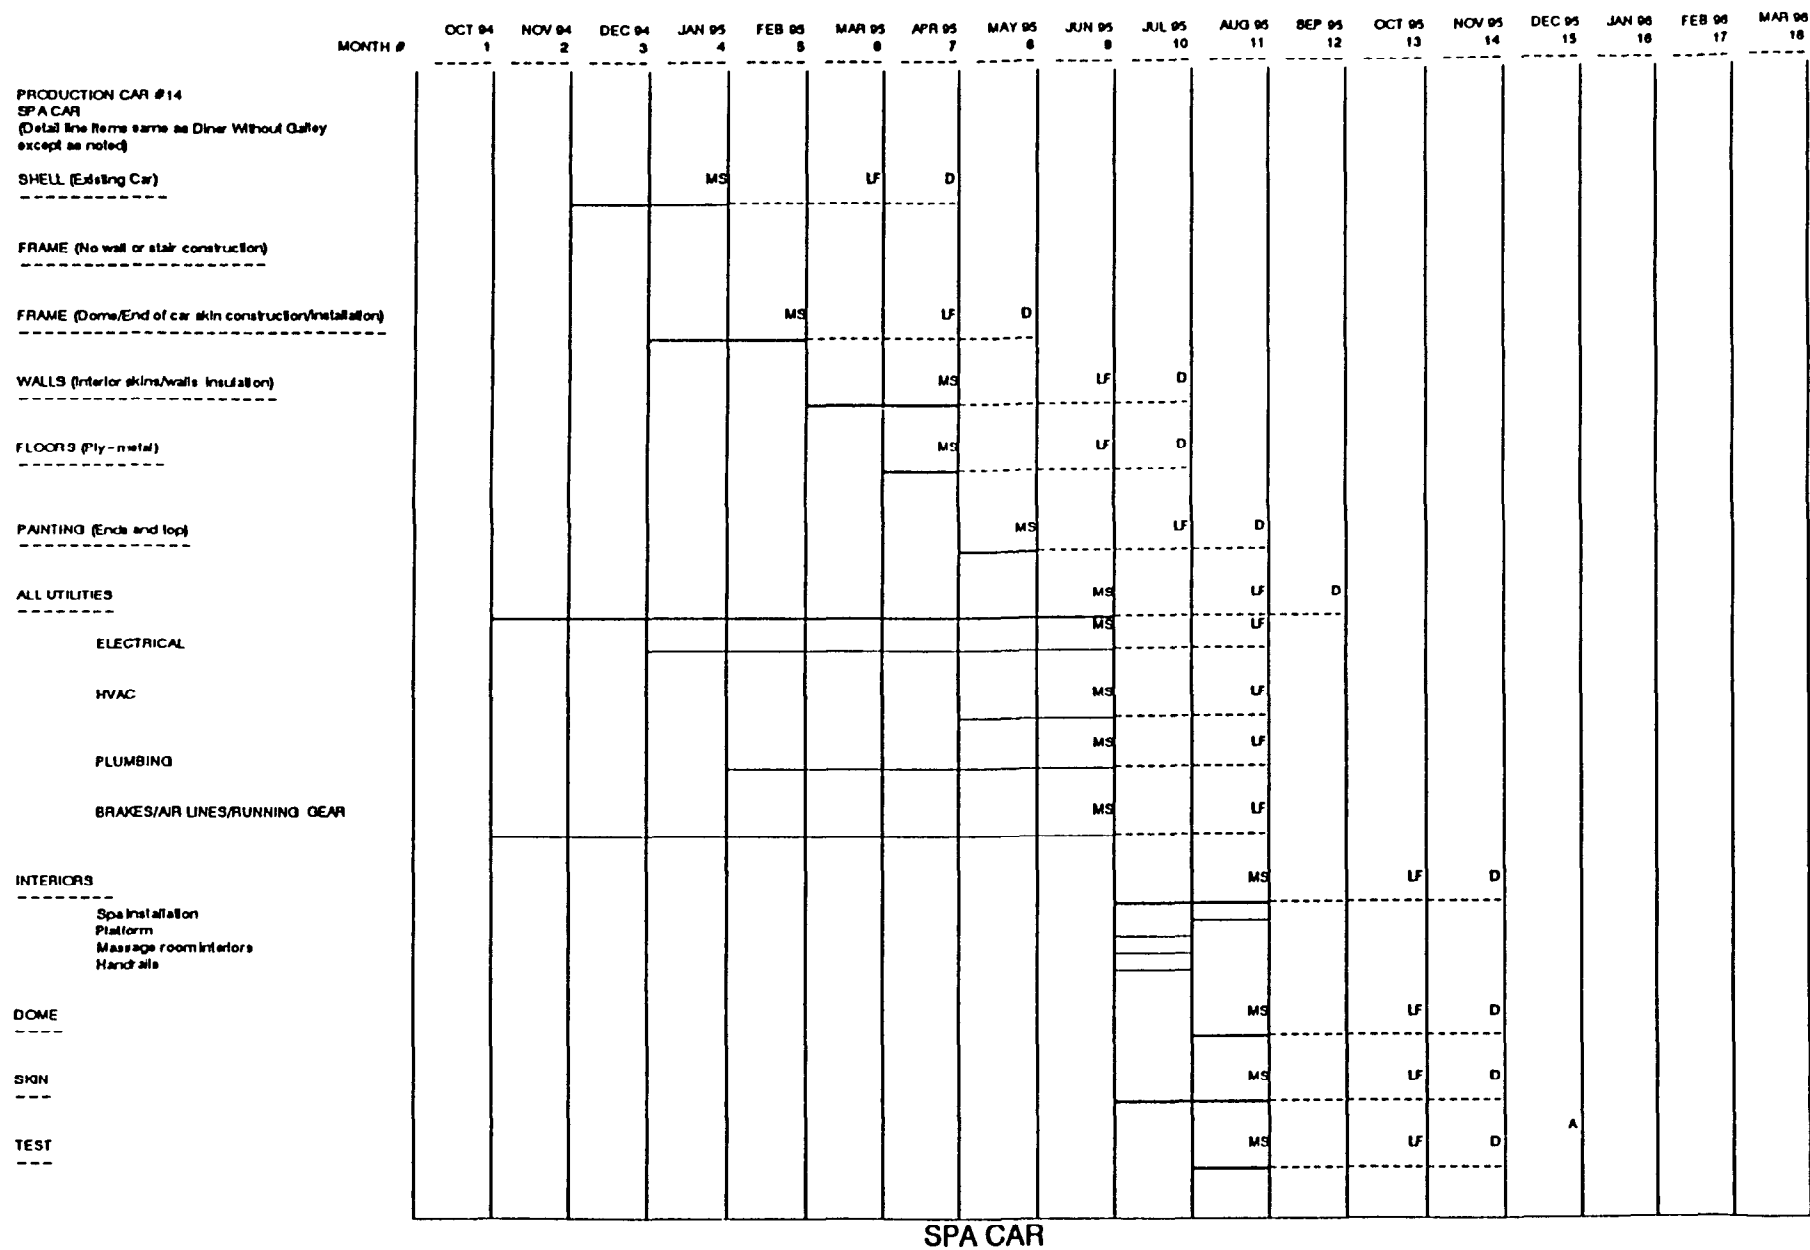 OCT 94 NOV 94 DEC 94 JAN 95 FEB 95 MAR 95 APR 95 MAY 95 JUN 95 JUL 95 AUG 95 SEP 95 OCT 95 NOV 95 DEC 95 JAN 96 FEB 96 MAR 96
MONTH # 1 2 3 4 5 6 7 8 9 10 11 12 13 14 15 16 17 18
PRODUCTION CAR #14
SPA CAR
(Detail line items same as Diner Without Galley
except as noted)
SHELL (Existing Car) MS LF D
FRAME (No wall or stair construction)
FRAME (Dome/End of car skin construction/installation) MS LF D
WALLS (Interior skins/walls insulation) MS LF D
FLOORS (Ply-metal) MS LF D
PAINTING (Ends and top) MS LF D
ALL UTILITIES MS LF D
ELECTRICAL MS LF
HVAC MS LF
PLUMBING MS LF
BRAKES/AIR LINES/RUNNING GEAR MS LF
INTERIORS MS LF D
Spa Installation
Platform
Massage room interiors
Handrails
DOME MS LF D
SKIN MS LF D
A
TEST MS LF D
SPA CAR